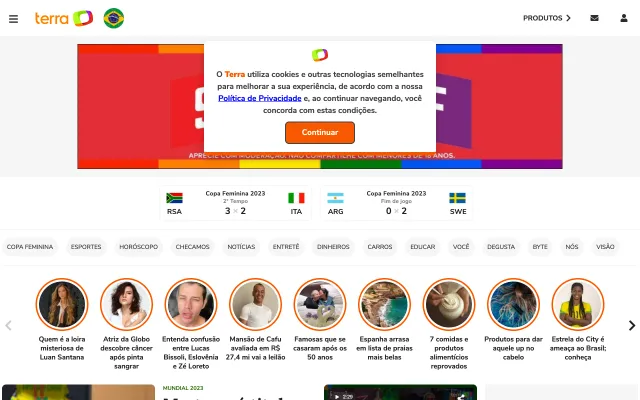 terra
PRODUTOS
O Terra utiliza cookies e outras tecnologias semelhantes
para melhorar a sua experiência, de acordo com a nossa
Política de Privacidade e, ao continuar navegando, você
concorda com estas condições.
Continuar
APRECIE COM MODERAÇÃO. NÃO COMPARTILHE COM MENORES DE 18 ANOS.
Copa Feminina 2023
2º Tempo
RSA 3 × 2 ITA
Copa Feminina 2023
Fim de jogo
ARG 0 × 2 SWE
COPA FEMININA
ESPORTES
HORÓSCOPO
CHECAMOS
NOTÍCIAS
ENTRETÊ
DINHEIROS
CARROS
EDUCAR
VOCÊ
DEGUSTA
BYTE
NÓS
VISÃO
Quem é a loira
misteriosa de
Luan Santana
Atriz da Globo
descobre câncer
após pinta
sangrar
Entenda confusão
entre Lucas
Bissoli, Eslovênia
e Zé Loreto
Mansão de Cafu
avaliada em R$
27,4 mi vai a leilão
Famosas que se
casaram após os
50 anos
Espanha arrasa
em lista de praias
mais belas
7 comidas e
produtos
alimentícios
reprovados
Produtos para dar
aquele up no
cabelo
Estrela do City é
ameaça ao Brasil;
conheça
MUNDIAL 2023
2:29